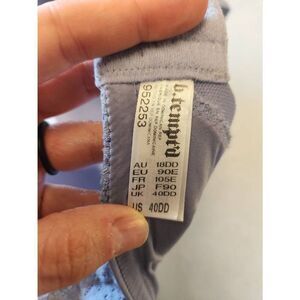 b.tempt'd
952253
AU 18DD
EU 90E
FR 105E
JP F90
UK 40DD
US 40DD